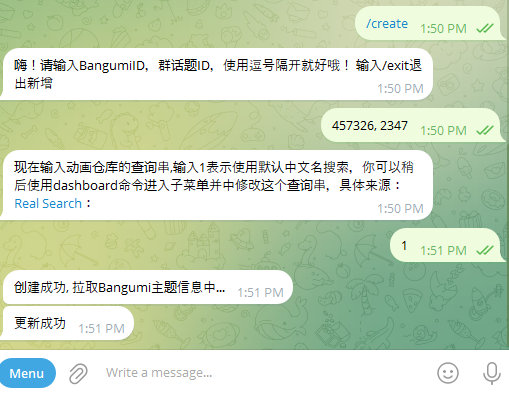 /create
1:50 PM
嗨！请输入BangumiID，群话题ID，使用逗号隔开就好哦！ 输入/exit退
出新增
1:50 PM
457326, 2347
1:50 PM
现在输入动画仓库的查询串,输入1表示使用默认中文名搜索，你可以稍
后使用dashboard命令进入子菜单并中修改这个查询串，具体来源：
Real Search：
1:50 PM
1
1:51 PM
创建成功, 拉取Bangumi主题信息中...
1:51 PM
更新成功
1:51 PM
Menu
Write a message...